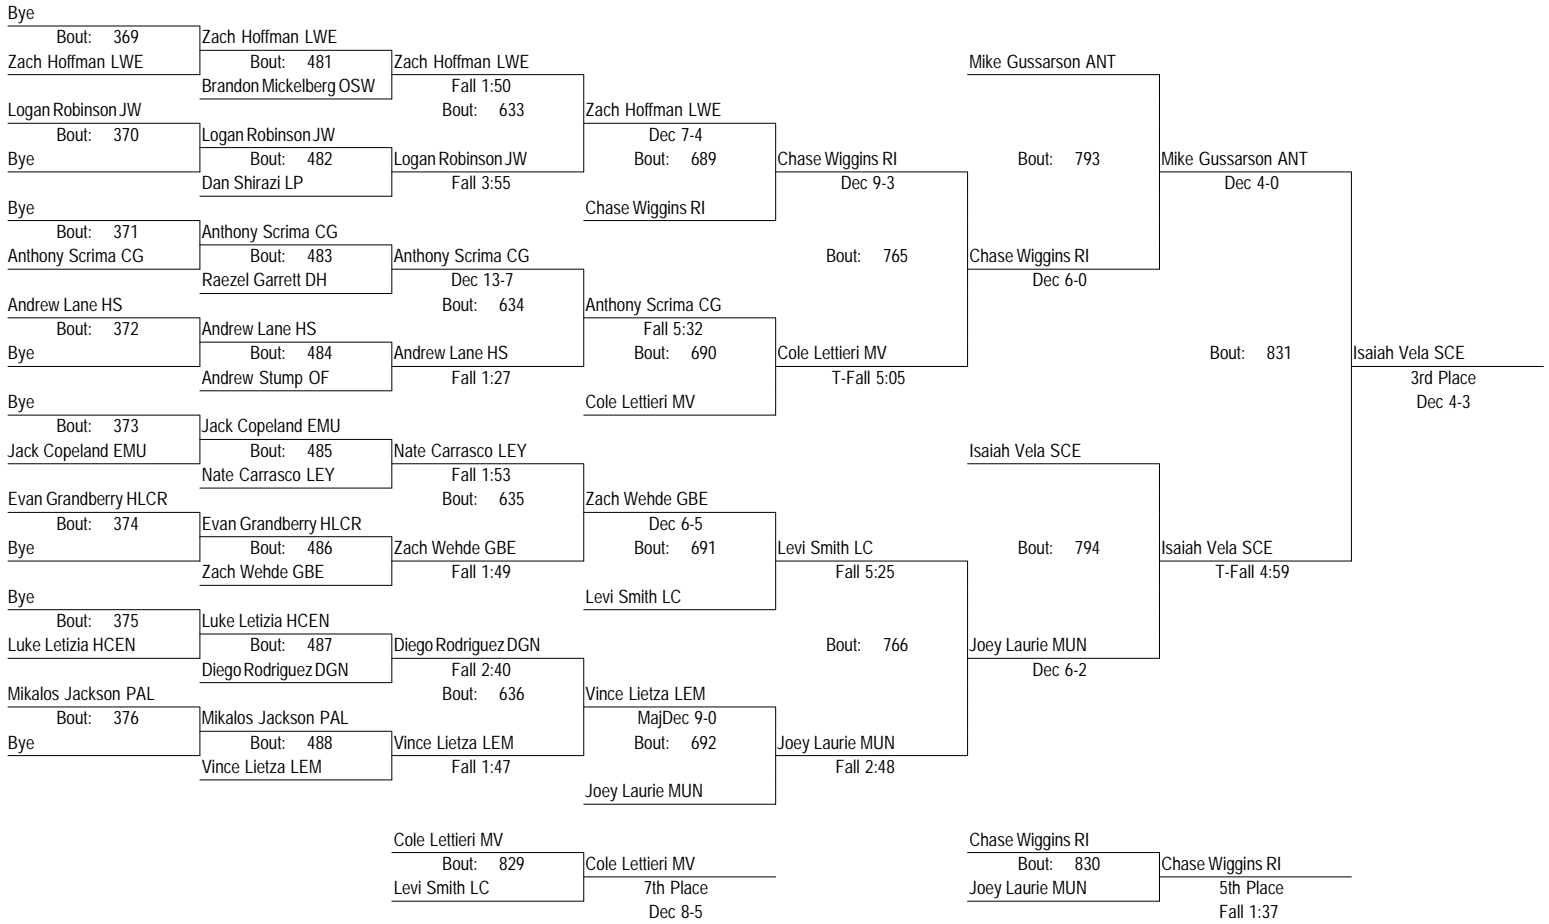 Bye
Bout: 369
Zach Hoffman LWE
Logan Robinson JW
Bout: 370
Bye
Bye
Bout: 371
Anthony Scrima CG
Andrew Lane HS
Bout: 372
Bye
Bye
Bout: 373
Jack Copeland EMU
Evan Grandberry HLCR
Bout: 374
Bye
Bye
Bout: 375
Luke Letizia HCEN
Mikalos Jackson PAL
Bout: 376
Bye
Zach Hoffman LWE
Bout: 481
Brandon Mickelberg OSW
Logan Robinson JW
Bout: 482
Dan Shirazi LP
Anthony Scrima CG
Bout: 483
Raezel Garrett DH
Andrew Lane HS
Bout: 484
Andrew Stump OF
Jack Copeland EMU
Bout: 485
Nate Carrasco LEY
Evan Grandberry HLCR
Bout: 486
Zach Wehde GBE
Luke Letizia HCEN
Bout: 487
Diego Rodriguez DGN
Mikalos Jackson PAL
Bout: 488
Vince Lietza LEM
Zach Hoffman LWE
Fall 1:50
Bout: 633
Logan Robinson JW
Fall 3:55
Anthony Scrima CG
Dec 13-7
Bout: 634
Andrew Lane HS
Fall 1:27
Nate Carrasco LEY
Fall 1:53
Bout: 635
Zach Wehde GBE
Fall 1:49
Diego Rodriguez DGN
Fall 2:40
Bout: 636
Vince Lietza LEM
Fall 1:47
Zach Hoffman LWE
Dec 7-4
Bout: 689
Chase Wiggins RI
Anthony Scrima CG
Fall 5:32
Bout: 690
Cole Lettieri MV
Zach Wehde GBE
Dec 6-5
Bout: 691
Levi Smith LC
Vince Lietza LEM
MajDec 9-0
Bout: 692
Joey Laurie MUN
Chase Wiggins RI
Dec 9-3
Bout: 765
Cole Lettieri MV
T-Fall 5:05
Levi Smith LC
Fall 5:25
Bout: 766
Joey Laurie MUN
Fall 2:48
Mike Gussarson ANT
Bout: 793
Chase Wiggins RI
Dec 6-0
Isaiah Vela SCE
Bout: 794
Joey Laurie MUN
Dec 6-2
Mike Gussarson ANT
Dec 4-0
Bout: 831
Isaiah Vela SCE
T-Fall 4:59
Isaiah Vela SCE
3rd Place
Dec 4-3
Cole Lettieri MV
Bout: 829
Levi Smith LC
Cole Lettieri MV
7th Place
Dec 8-5
Chase Wiggins RI
Bout: 830
Joey Laurie MUN
Chase Wiggins RI
5th Place
Fall 1:37